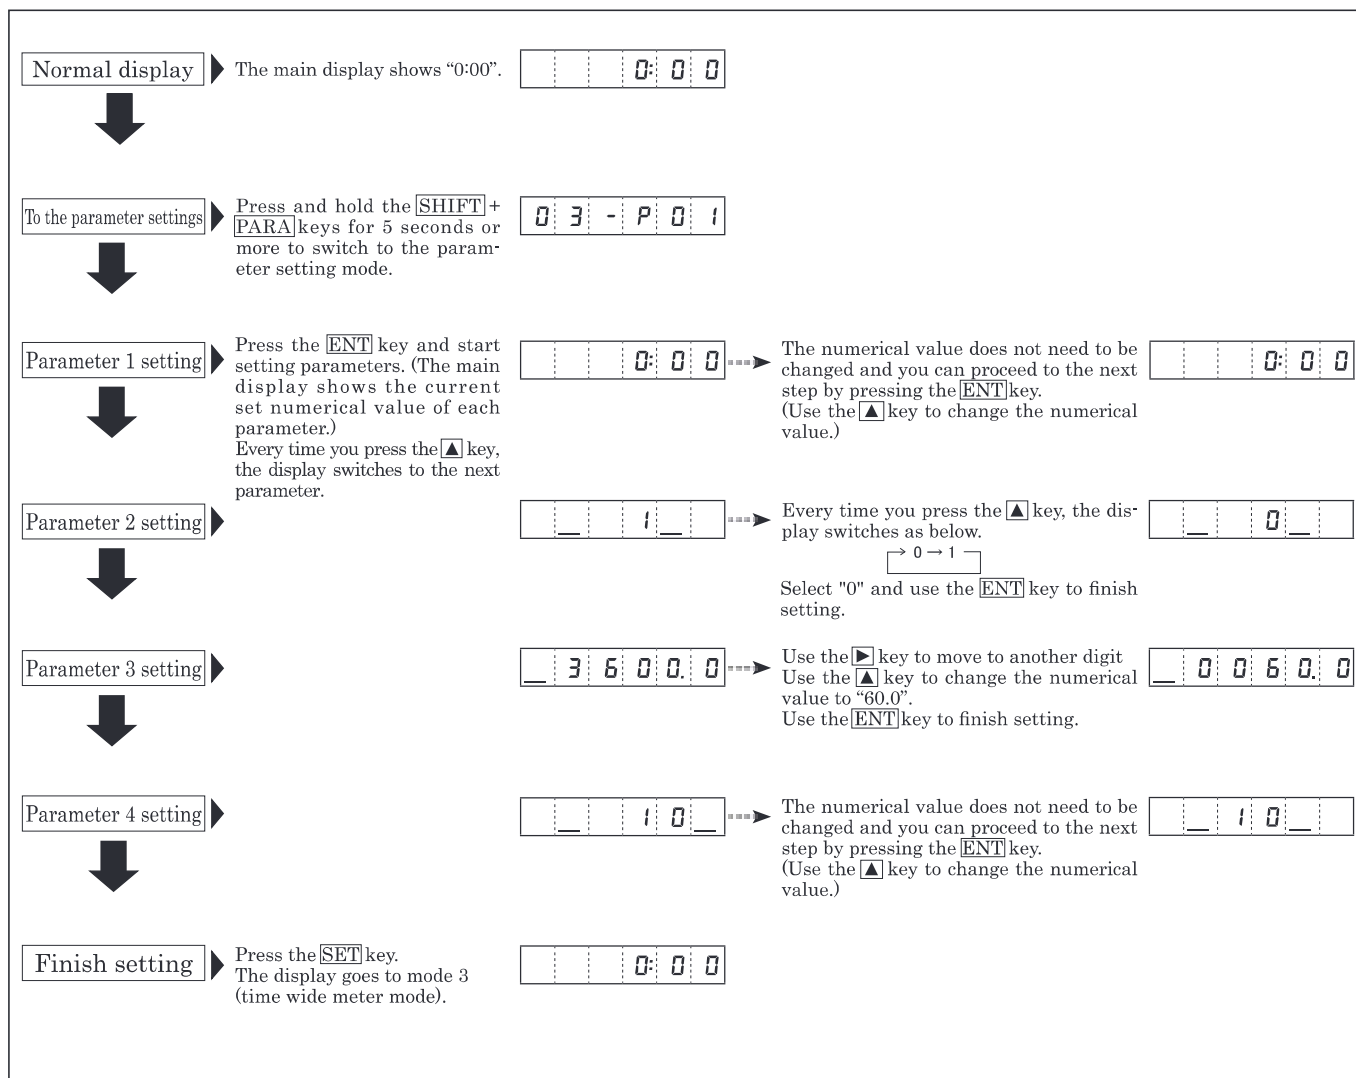 Normal display
The main display shows “0:00”.
0:00
To the parameter settings
Press and hold the SHIFT +
PARA keys for 5 seconds or
more to switch to the param-
eter setting mode.
03-P01
Parameter 1 setting
Press the ENT key and start
setting parameters. (The main
display shows the current
set numerical value of each
parameter.)
Every time you press the ▲ key,
the display switches to the next
parameter.
0:00
The numerical value does not need to be
changed and you can proceed to the next
step by pressing the ENT key.
(Use the ▲ key to change the numerical
value.)
0:00
Parameter 2 setting
_ 1_
Every time you press the ▲ key, the dis-
play switches as below.
→ 0 → 1
Select "0" and use the ENT key to finish
setting.
_ 0_
Parameter 3 setting
_3600.0
Use the ▶ key to move to another digit
Use the ▲ key to change the numerical
value to “60.0”.
Use the ENT key to finish setting.
_0060.0
Parameter 4 setting
_ 10_
The numerical value does not need to be
changed and you can proceed to the next
step by pressing the ENT key.
(Use the ▲ key to change the numerical
value.)
_10_
Finish setting
Press the SET key.
The display goes to mode 3
(time wide meter mode).
0:00